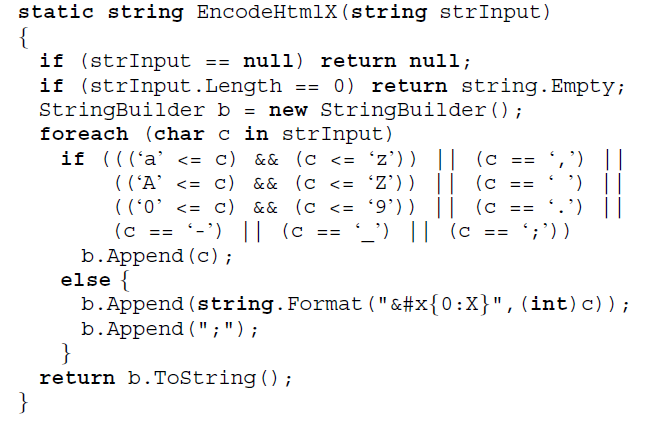 static string EncodeHtmlX(string strInput)
{
if (strInput == null) return null;
if (strInput.Length == 0) return string.Empty;
StringBuilder b = new StringBuilder();
foreach (char c in strInput)
if (((‘a’ <= c) && (c <= ‘z’)) || (c == ‘,’) ||
((‘A’ <= c) && (c <= ‘Z’)) || (c == ‘ ’) ||
((‘0’ <= c) && (c <= ‘9’)) || (c == ‘.’) ||
(c == ‘-’) || (c == ‘_’) || (c == ‘;’))
b.Append(c);
else {
b.Append(string.Format("&#x{0:X}",(int)c));
b.Append(";");
}
return b.ToString();
}